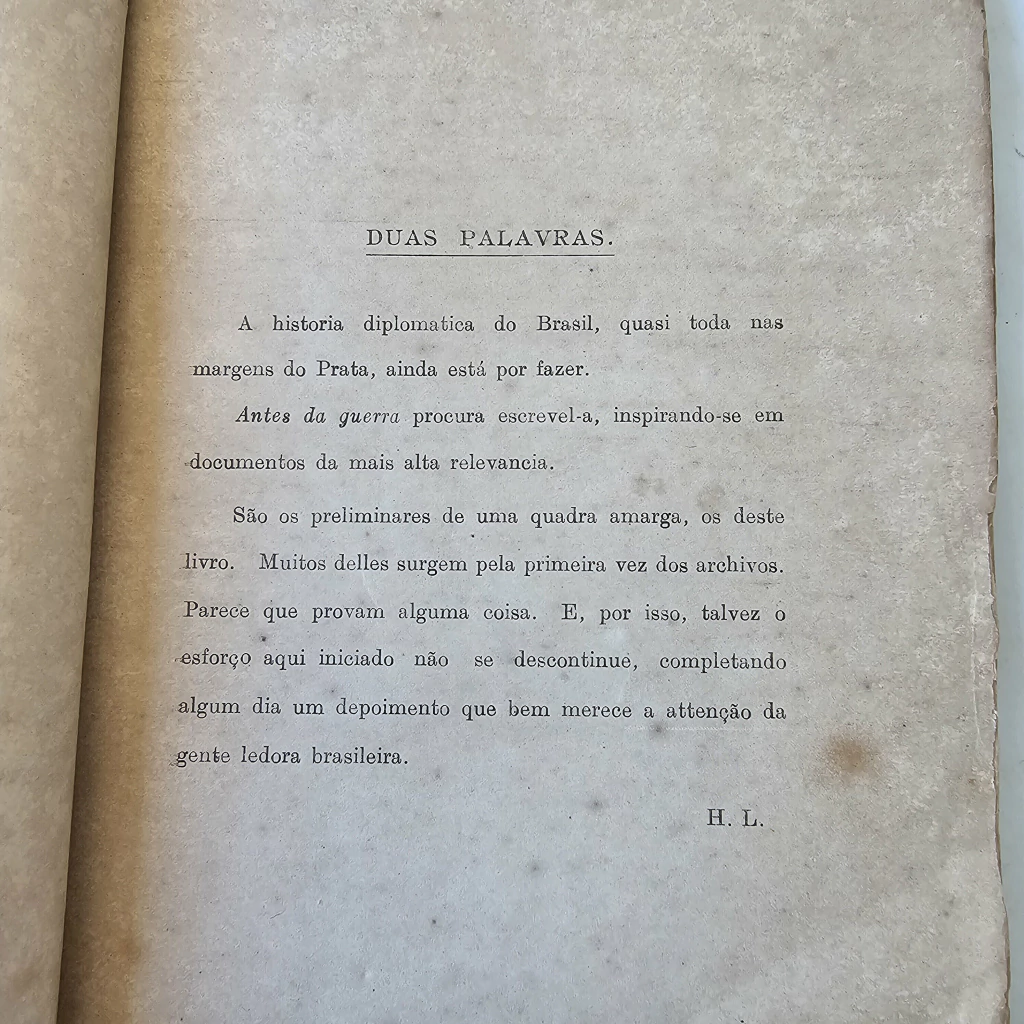 DUAS PALAVRAS.
A historia diplomatica do Brasil, quasi toda nas
margens do Prata, ainda está por fazer.
Antes da guerra procura escrevel-a, inspirando-se em
documentos da mais alta relevancia.
São os preliminares de uma quadra amarga, os deste
livro. Muitos delles surgem pela primeira vez dos archivos.
Parece que provam alguma coisa. E, por isso, talvez o
esforço aqui iniciado não se descontinue, completando
algum dia um depoimento que bem merece a attenção da
gente ledora brasileira.
H. L.